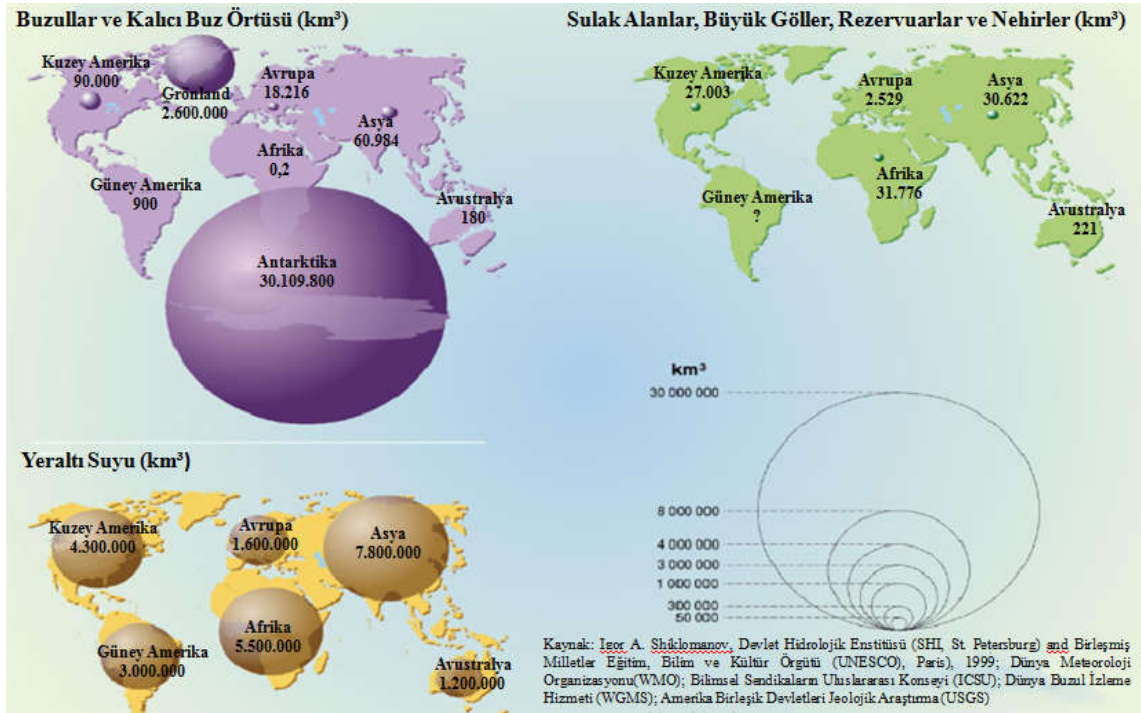 Buzullar ve Kalıcı Buz Örtüsü (km³)
Kuzey Amerika
90.000
Grönland
2.600.000
Avrupa
18.216
Asya
60.984
Afrika
0,2
Güney Amerika
900
Avustralya
180
Antarktika
30.109.800
Sulak Alanlar, Büyük Göller, Rezervuarlar ve Nehirler (km³)
Kuzey Amerika
27.003
Avrupa
2.529
Asya
30.622
Afrika
31.776
Güney Amerika
?
Avustralya
221
Yeraltı Suyu (km³)
Kuzey Amerika
4.300.000
Avrupa
1.600.000
Asya
7.800.000
Afrika
5.500.000
Güney Amerika
3.000.000
Avustralya
1.200.000
km³
30 000 000
8 000 000
4 000 000
3 000 000
1 000 000
300 000
50 000
Kaynak: Igor A. Shiklomanov, Devlet Hidrolojik Enstitüsü (SHI, St. Petersburg) and Birleşmiş
Milletler Eğitim, Bilim ve Kültür Örgütü (UNESCO), Paris), 1999; Dünya Meteoroloji
Organizasyonu(WMO); Bilimsel Sendikaların Uluslararası Konseyi (ICSU); Dünya Buzul İzleme
Hizmeti (WGMS); Amerika Birleşik Devletleri Jeolojik Araştırma (USGS)